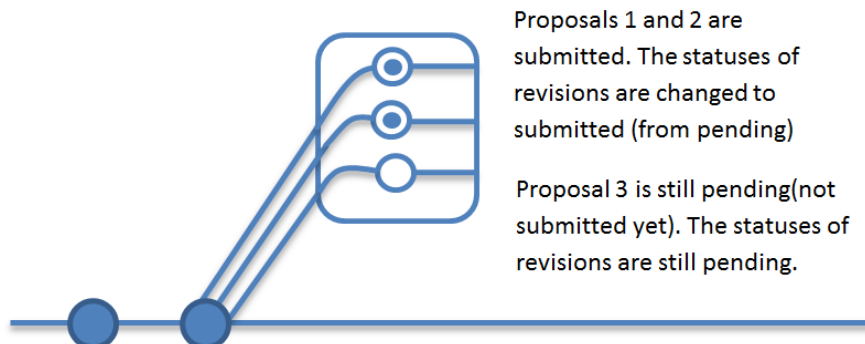 Proposals 1 and 2 are
submitted. The statuses of
revisions are changed to
submitted (from pending)
Proposal 3 is still pending(not
submitted yet). The statuses of
revisions are still pending.